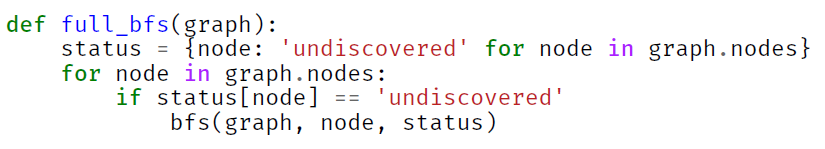 def full_bfs(graph):
    status = {node: 'undiscovered' for node in graph.nodes}
    for node in graph.nodes:
        if status[node] == 'undiscovered'
            bfs(graph, node, status)